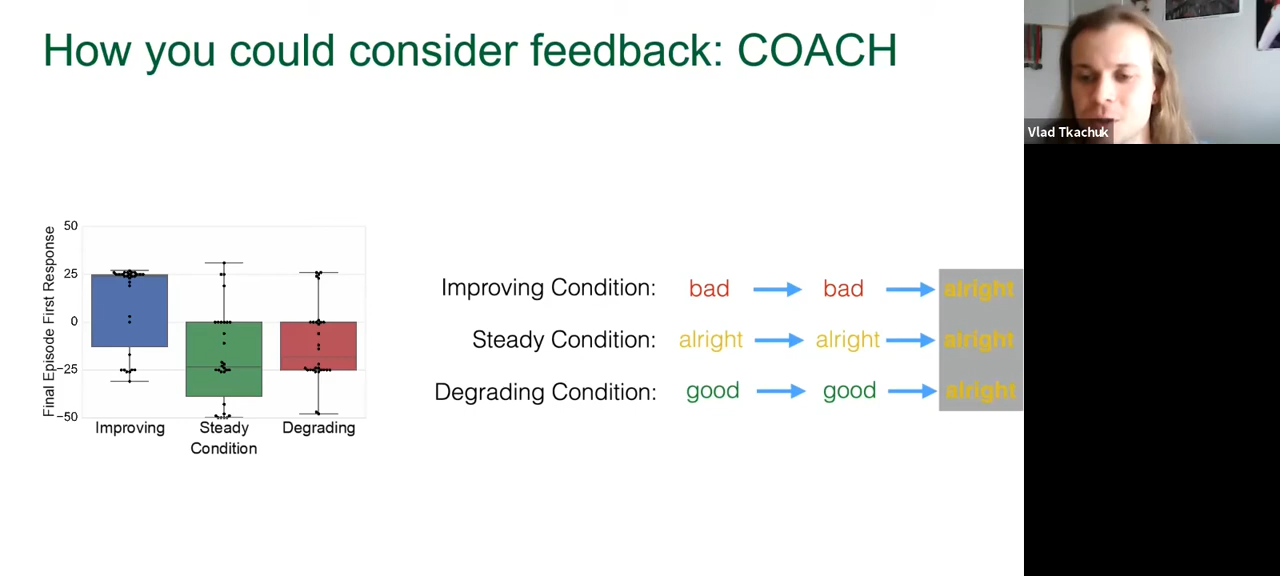 How you could consider feedback: COACH
Vlad Tkachuk
Final Episode First Response
50
25
0
−25
−50
Improving
Steady
Degrading
Condition
Improving Condition: bad bad alright
Steady Condition: alright alright alright
Degrading Condition: good good alright